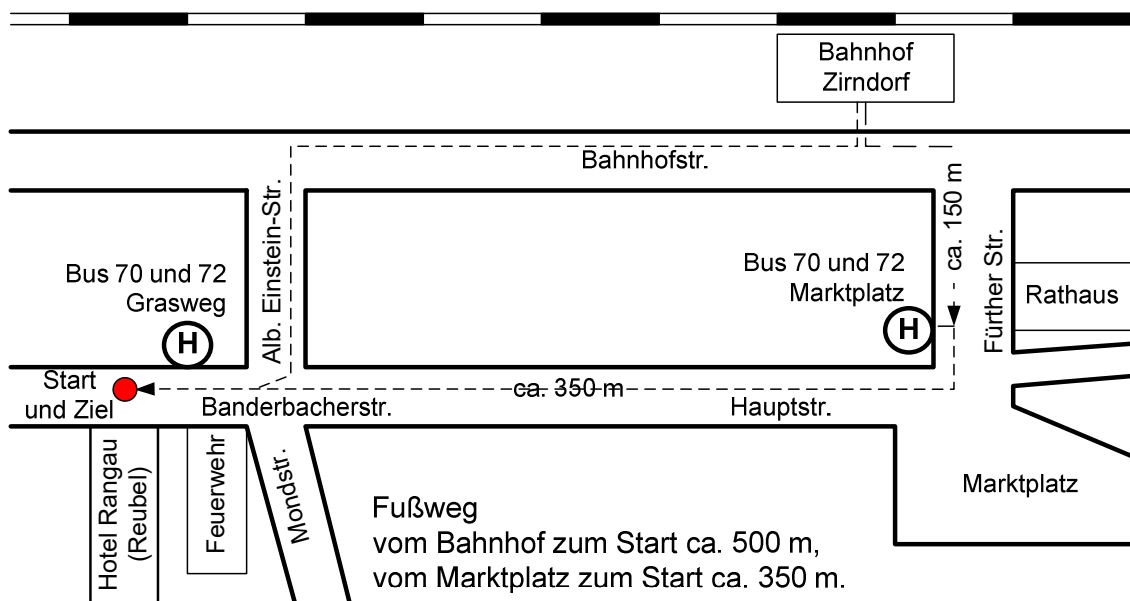 Bahnhof
Zirndorf
Bahnhofstr.
ca. 150 m
Alb. Einstein-Str.
Fürther Str.
Bus 70 und 72
Grasweg
H
Bus 70 und 72
Marktplatz
H
Rathaus
Start
und Ziel
ca. 350 m
Banderbacherstr.
Hauptstr.
Hotel Rangau
(Reubel)
Feuerwehr
Mondstr.
Marktplatz
Fußweg
vom Bahnhof zum Start ca. 500 m,
vom Marktplatz zum Start ca. 350 m.